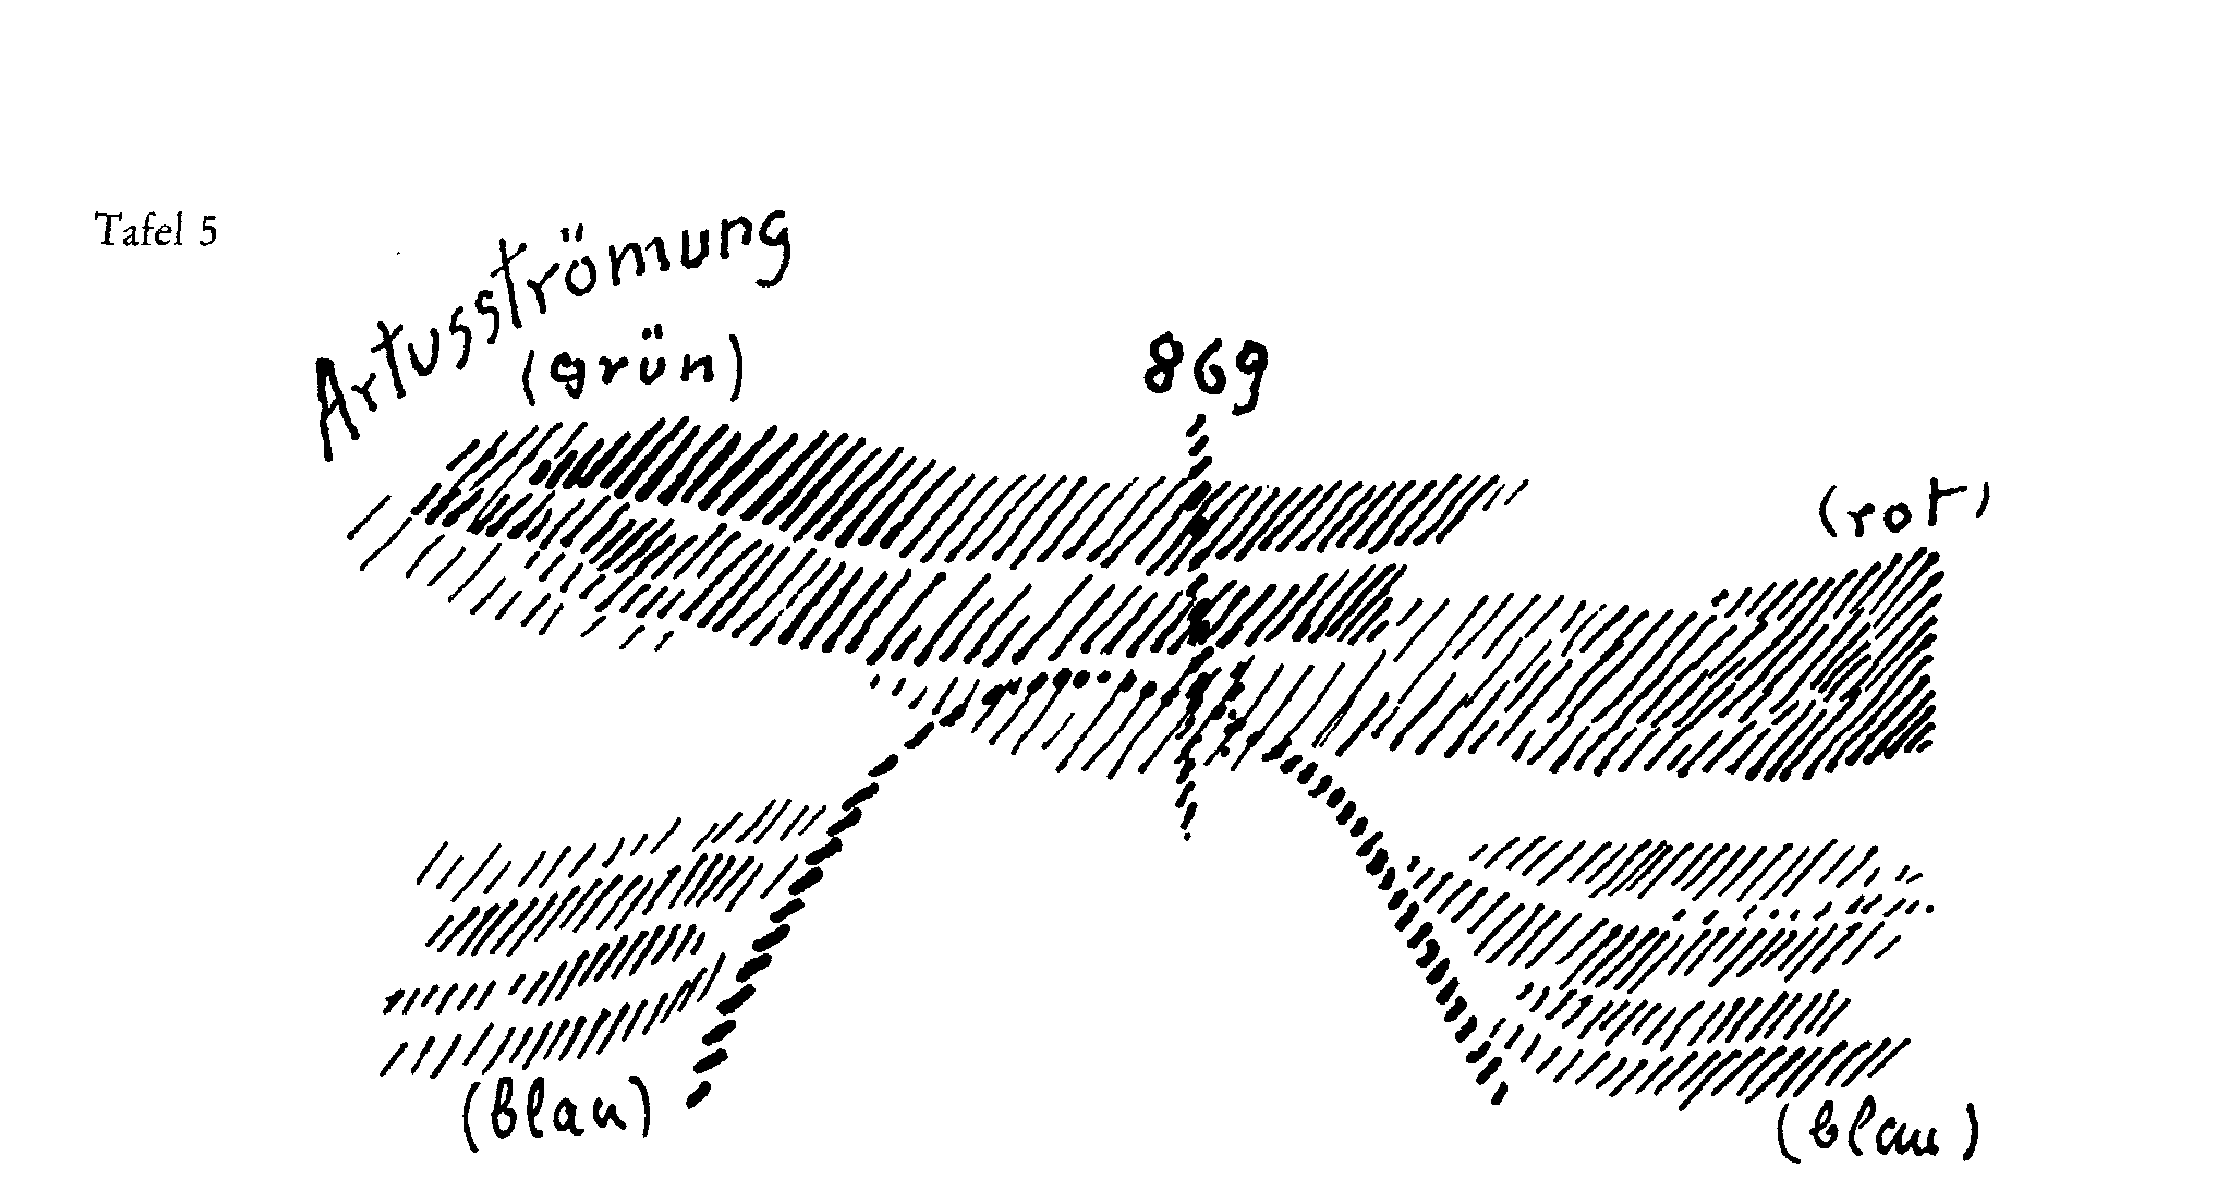 Tafel 5
Artusströmung
(grün)
869
(rot)
(blau)
(blau)